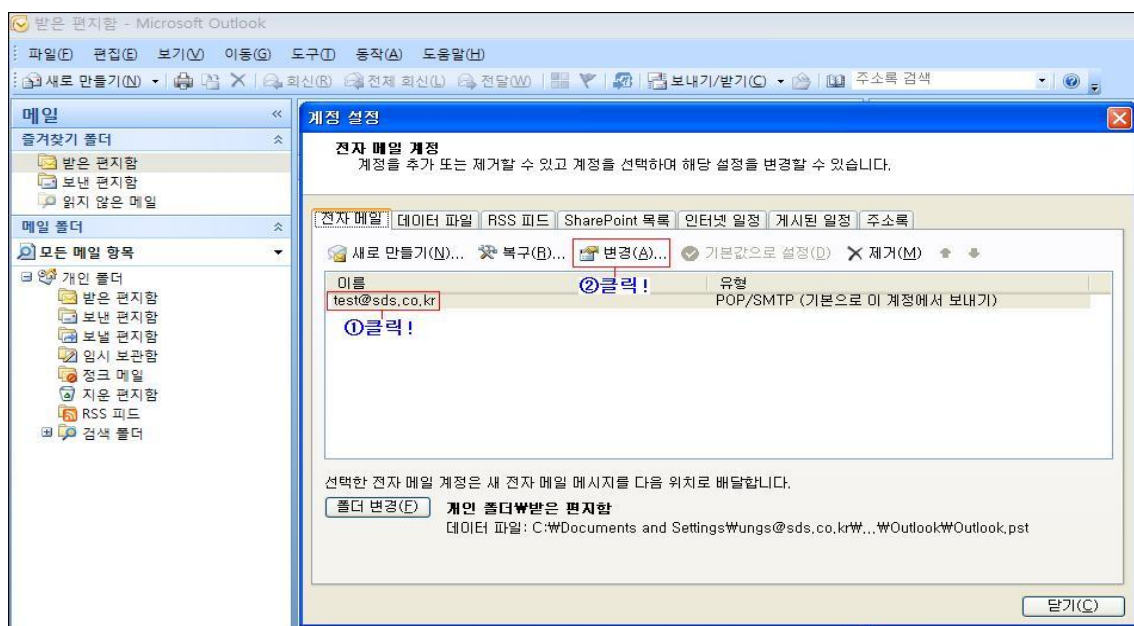 받은 편지함 - Microsoft Outlook
파일(F) 편집(E) 보기(V) 이동(G) 도구(T) 동작(A) 도움말(H)
새로 만들기(N) 회신(R) 전체 회신(L) 전달(W) 보내기/받기(C) 주소록 검색
메일
즐겨찾기 폴더
받은 편지함
보낸 편지함
읽지 않은 메일
메일 폴더
모든 메일 항목
개인 폴더
받은 편지함
보낸 편지함
보낼 편지함
임시 보관함
정크 메일
지운 편지함
RSS 피드
검색 폴더
계정 설정
전자 메일 계정
계정을 추가 또는 제거할 수 있고 계정을 선택하여 해당 설정을 변경할 수 있습니다.
전자 메일 데이터 파일 RSS 피드 SharePoint 목록 인터넷 일정 게시된 일정 주소록
새로 만들기(N)... 복구(R)... 변경(A)... 기본값으로 설정(D) 제거(M)
이름 ②클릭! 유형
test@sds.co.kr POP/SMTP (기본으로 이 계정에서 보내기)
①클릭!
선택한 전자 메일 계정은 새 전자 메일 메시지를 다음 위치로 배달합니다.
폴더 변경(F) 개인 폴더₩받은 편지함
데이터 파일: C:₩Documents and Settings₩ungs@sds.co.kr₩...₩Outlook₩Outlook.pst
닫기(C)